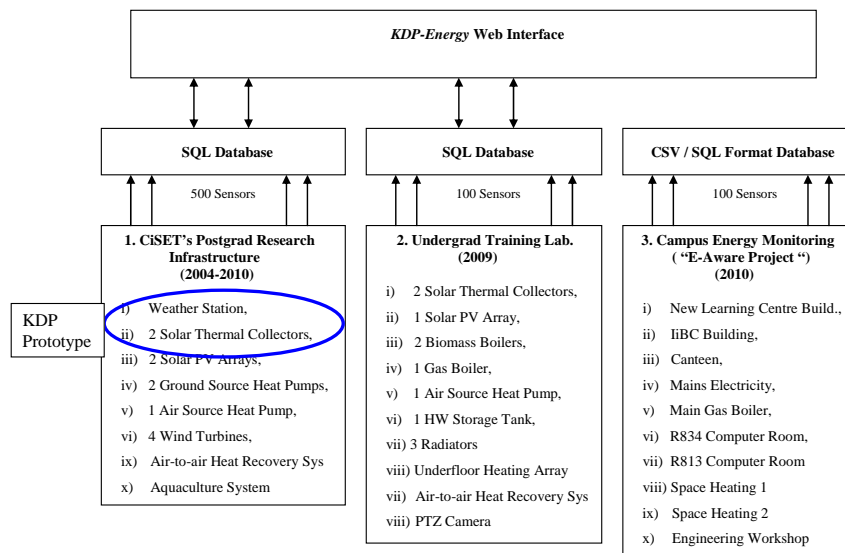 KDP-Energy Web Interface
SQL Database
SQL Database
CSV / SQL Format Database
500 Sensors
100 Sensors
100 Sensors
1. CiSET's Postgrad Research
Infrastructure
(2004-2010)
i) Weather Station,
ii) 2 Solar Thermal Collectors,
iii) 2 Solar PV Arrays,
iv) 2 Ground Source Heat Pumps,
v) 1 Air Source Heat Pump,
vi) 4 Wind Turbines,
ix) Air-to-air Heat Recovery Sys
x) Aquaculture System
KDP
Prototype
2. Undergrad Training Lab.
(2009)
i) 2 Solar Thermal Collectors,
ii) 1 Solar PV Array,
iii) 2 Biomass Boilers,
iv) 1 Gas Boiler,
v) 1 Air Source Heat Pump,
vi) 1 HW Storage Tank,
vii) 3 Radiators
viii) Underfloor Heating Array
vii) Air-to-air Heat Recovery Sys
viii) PTZ Camera
3. Campus Energy Monitoring
( “E-Aware Project “)
(2010)
i) New Learning Centre Build.,
ii) IiBC Building,
iii) Canteen,
iv) Mains Electricity,
v) Main Gas Boiler,
vi) R834 Computer Room,
vii) R813 Computer Room
viii) Space Heating 1
ix) Space Heating 2
x) Engineering Workshop